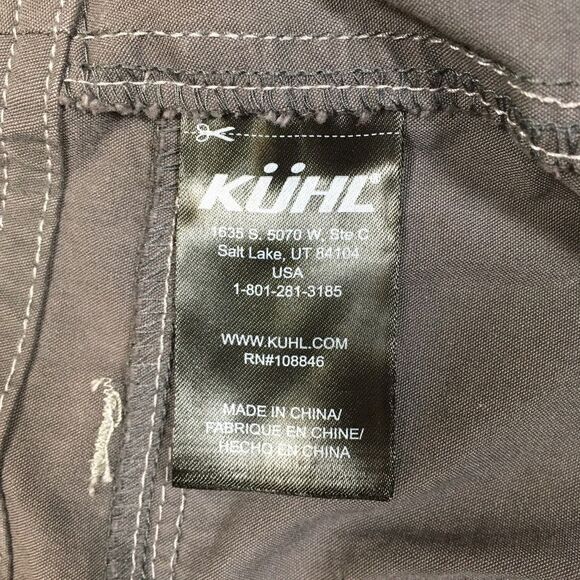 KÜHL
1635 S. 5070 W. Ste C
Salt Lake, UT 84104
USA
1-801-281-3185
WWW.KUHL.COM
RN#108846
MADE IN CHINA/
FABRIQUE EN CHINE/
HECHO EN CHINA